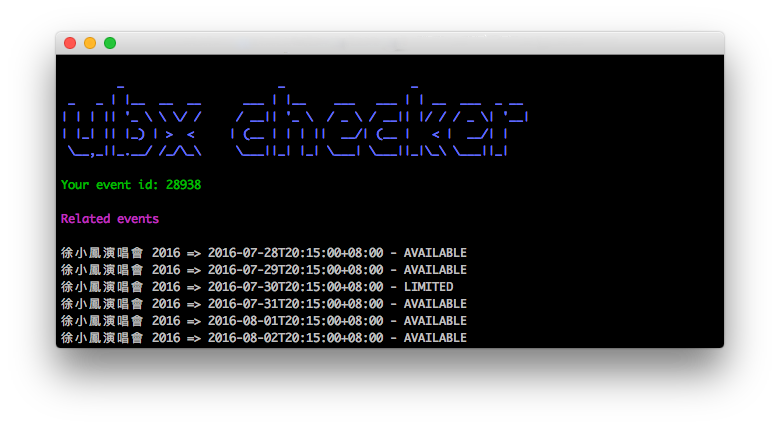 ubx checker
Your event id: 28938
Related events
徐小鳳演唱會 2016 => 2016-07-28T20:15:00+08:00 - AVAILABLE
徐小鳳演唱會 2016 => 2016-07-29T20:15:00+08:00 - AVAILABLE
徐小鳳演唱會 2016 => 2016-07-30T20:15:00+08:00 - LIMITED
徐小鳳演唱會 2016 => 2016-07-31T20:15:00+08:00 - AVAILABLE
徐小鳳演唱會 2016 => 2016-08-01T20:15:00+08:00 - AVAILABLE
徐小鳳演唱會 2016 => 2016-08-02T20:15:00+08:00 - AVAILABLE